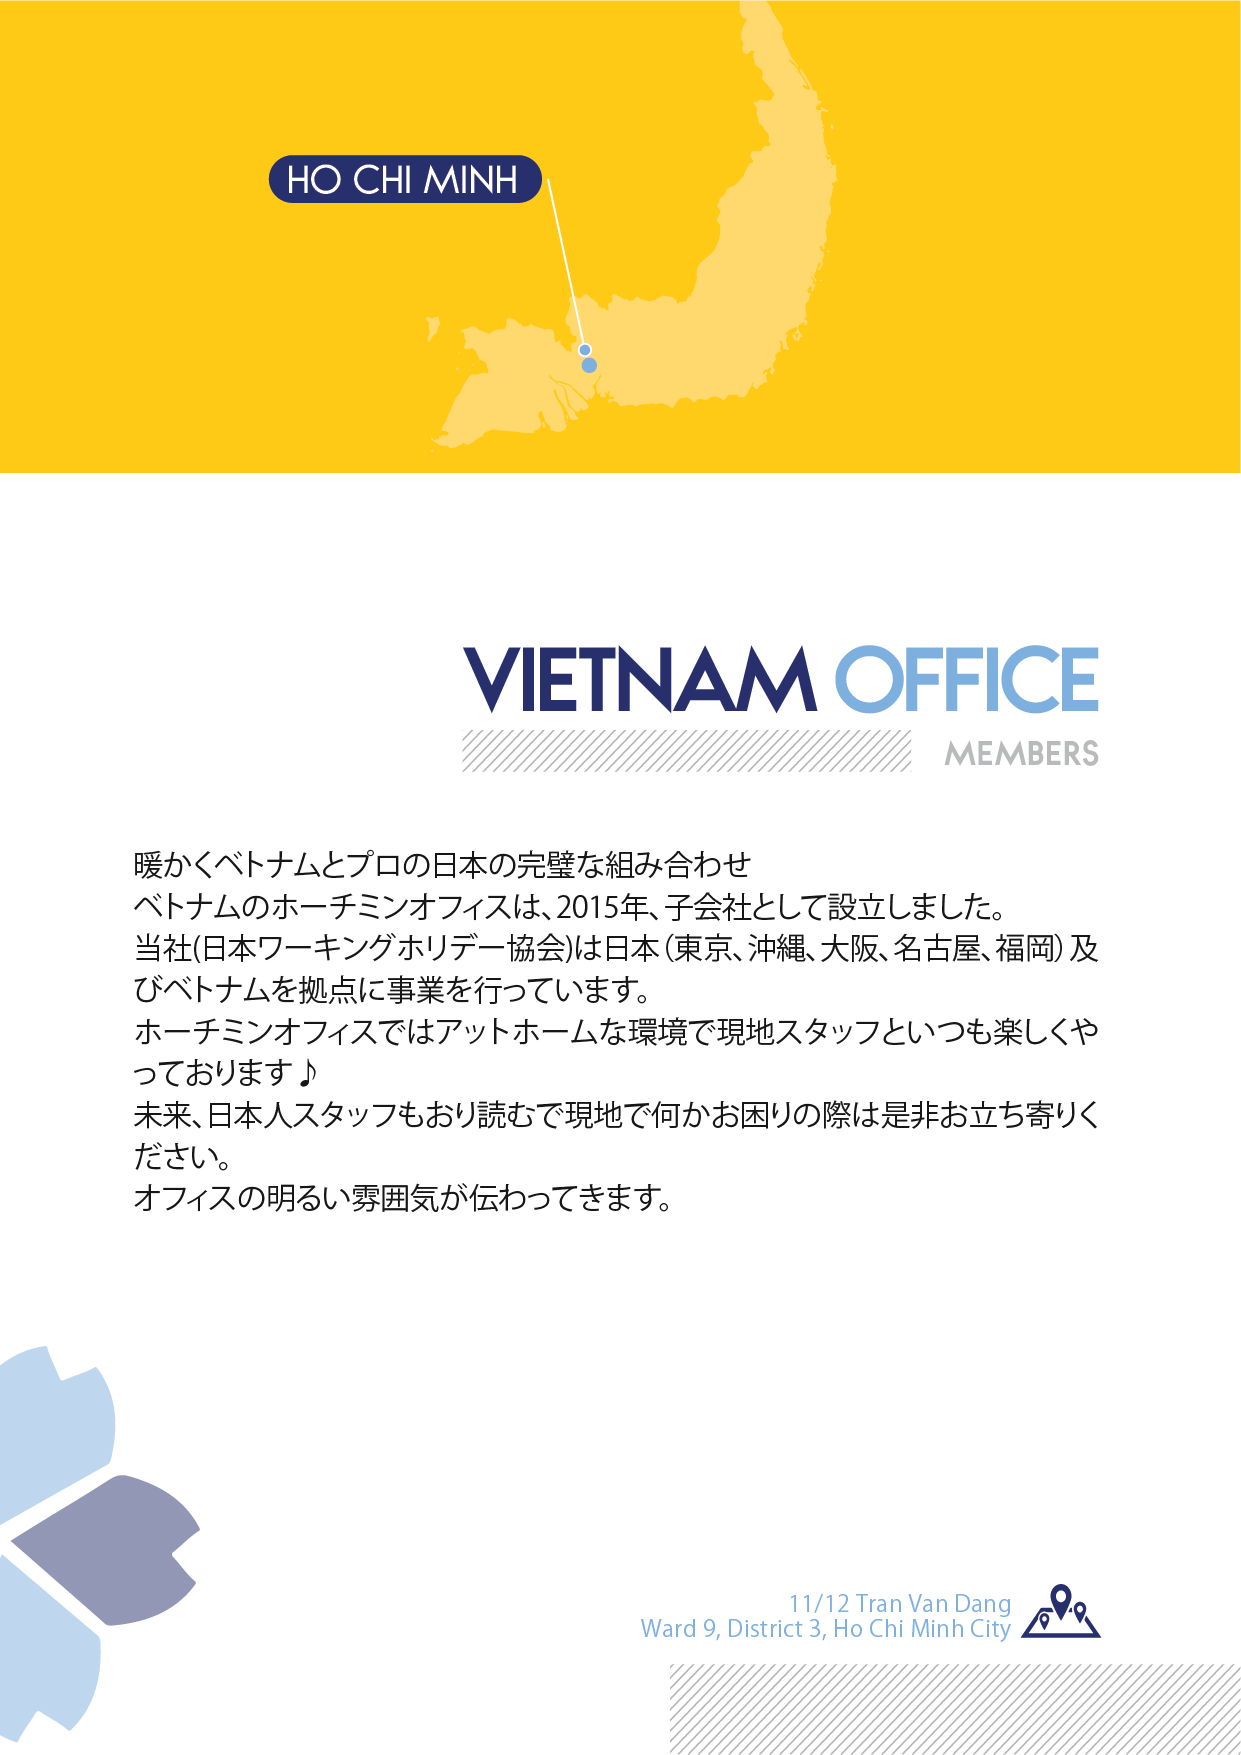 HO CHI MINH
VIETNAM OFFICE
MEMBERS
暖かくベトナムとプロの日本の完璧な組み合わせ
ベトナムのホーチミンオフィスは、2015年、子会社として設立しました。
当社(日本ワーキングホリデー協会)は日本（東京、沖縄、大阪、名古屋、福岡）及
びベトナムを拠点に事業を行っています。
ホーチミンオフィスではアットホームな環境で現地スタッフといつも楽しくや
っております♪
未来、日本人スタッフもおり読むで現地で何かお困りの際は是非お立ち寄りく
ださい。
オフィスの明るい雰囲気が伝わってきます。
11/12 Tran Van Dang
Ward 9, District 3, Ho Chi Minh City